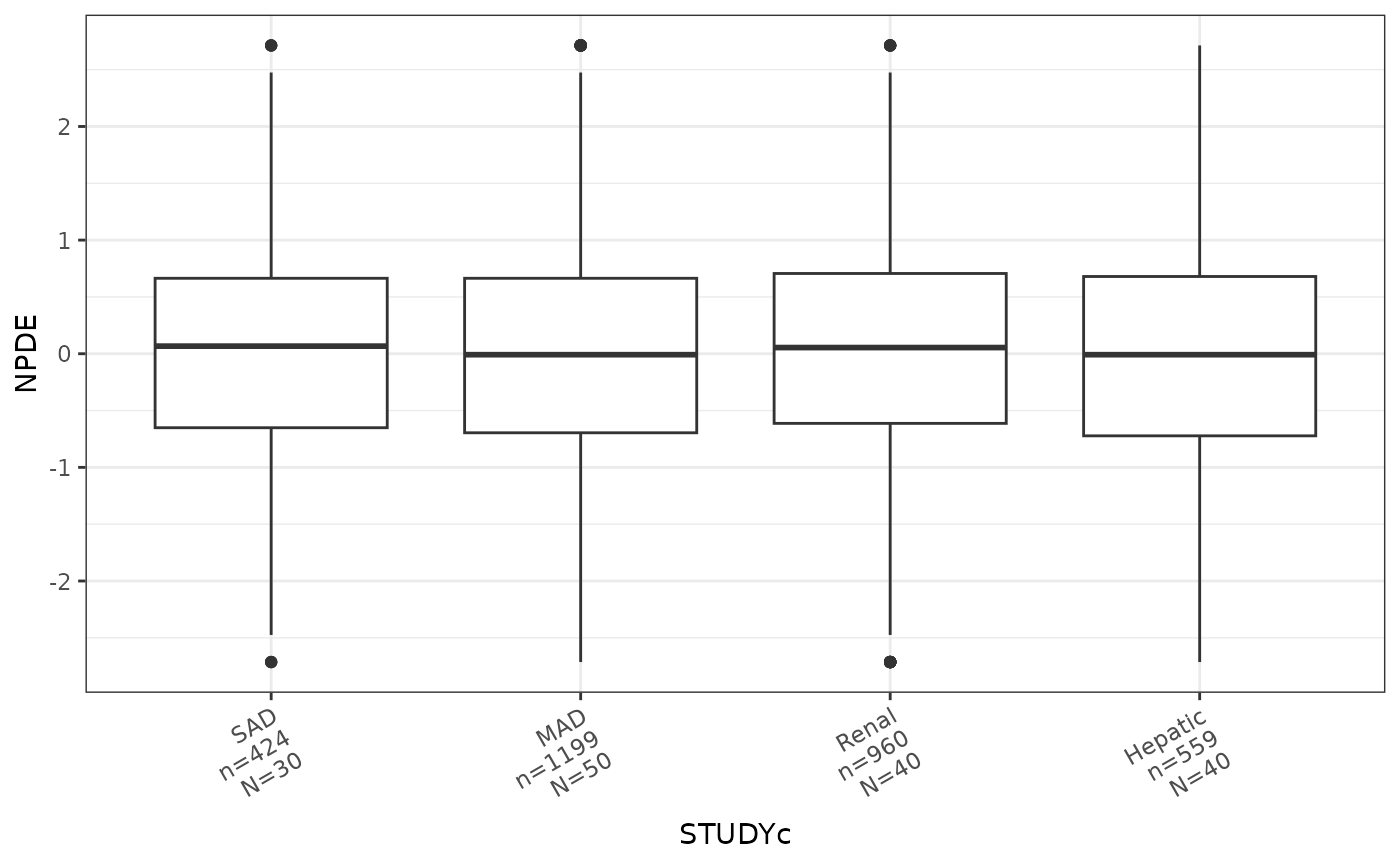 NPDE
2
1
0
-1
-2
SAD
n=424
N=30
MAD
n=1199
N=50
Renal
n=960
N=40
Hepatic
n=559
N=40
STUDYc